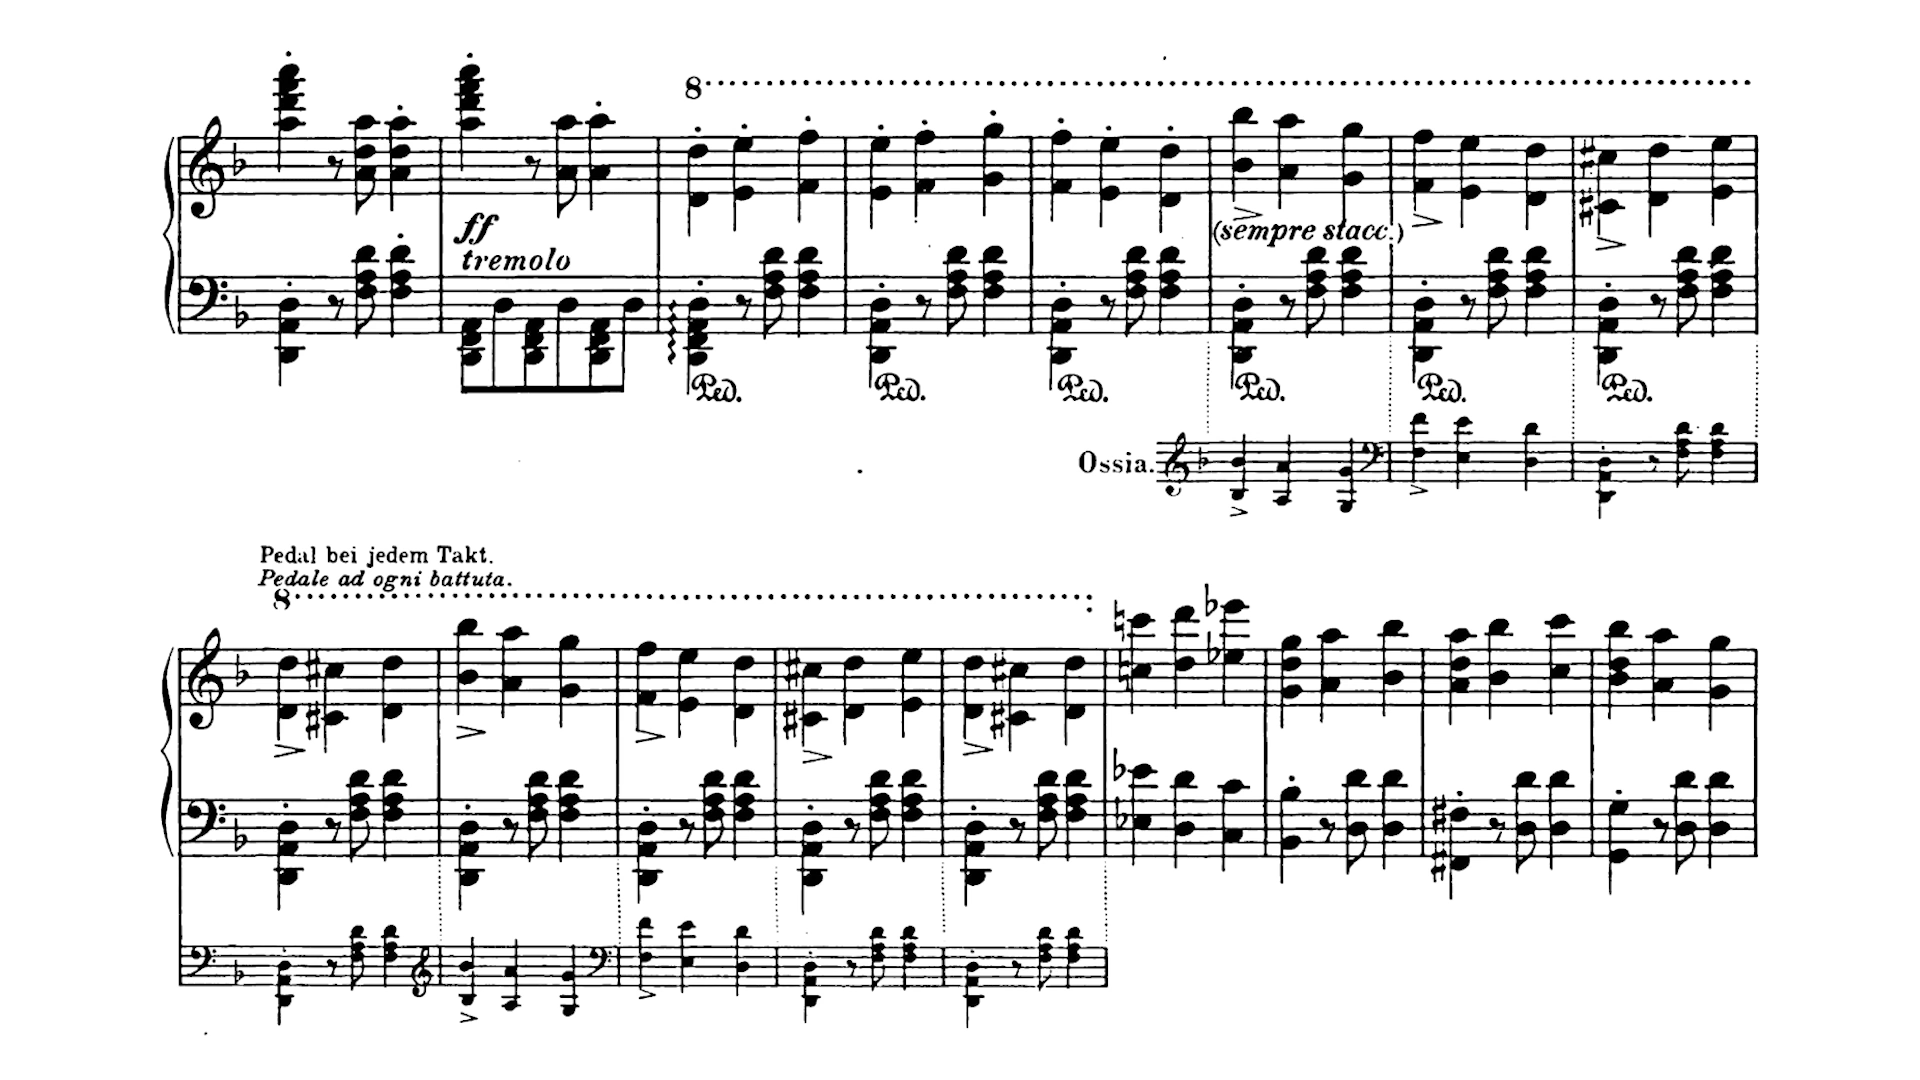 8
ff
tremolo
(sempre stacc.)
Ped. Ped. Ped. Ped. Ped. Ped.
Ossia.
Pedal bei jedem Takt.
Pedale ad ogni battuta.
8